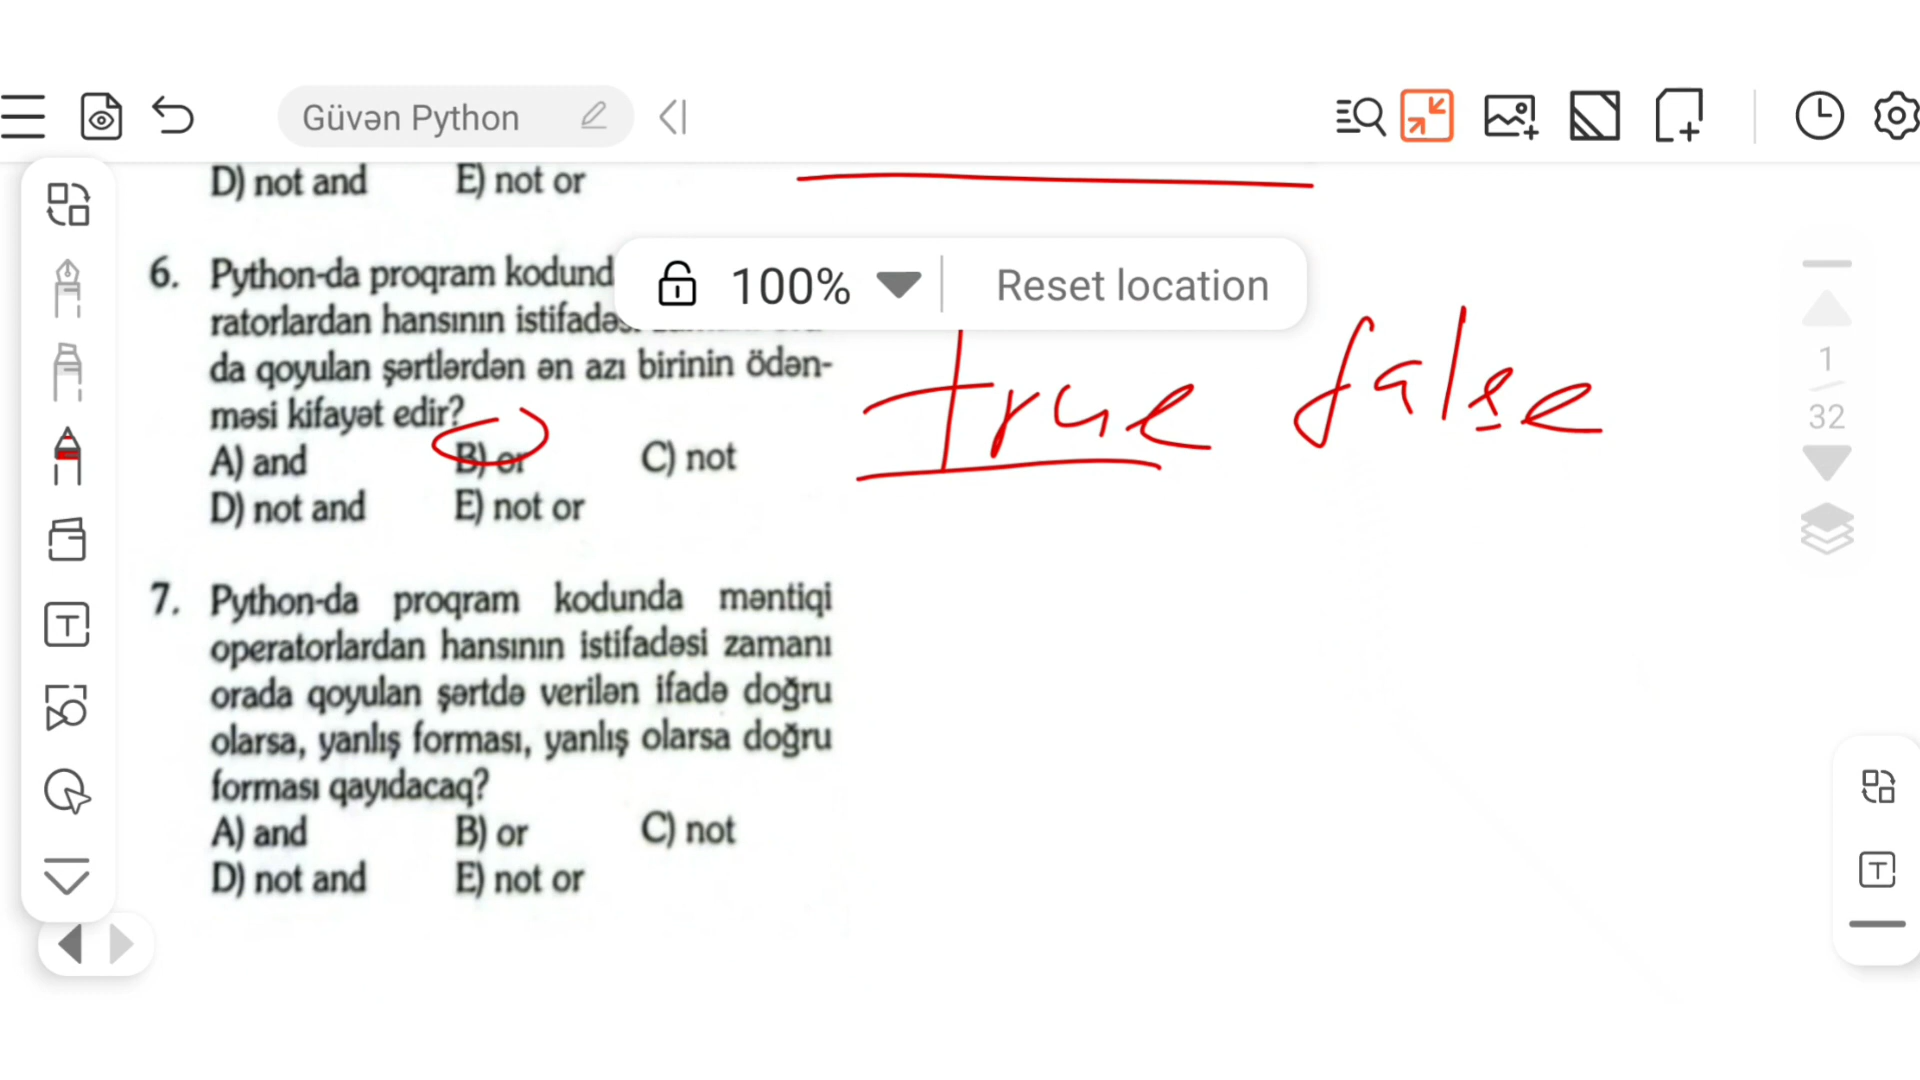 Güvən Python
D) not and E) not or
100% Reset location
6. Python-da proqram kodund
ratorlardan hansının istifadəsi
da qoyulan şərtlərdən ən azı birinin ödən-
məsi kifayət edir?
A) and B) or C) not
D) not and E) not or
true false
7. Python-da proqram kodunda məntiqi
operatorlardan hansının istifadəsi zamanı
orada qoyulan şərtdə verilən ifadə doğru
olarsa, yanlış forması, yanlış olarsa doğru
forması qayıdacaq?
A) and B) or C) not
D) not and E) not or
1
32